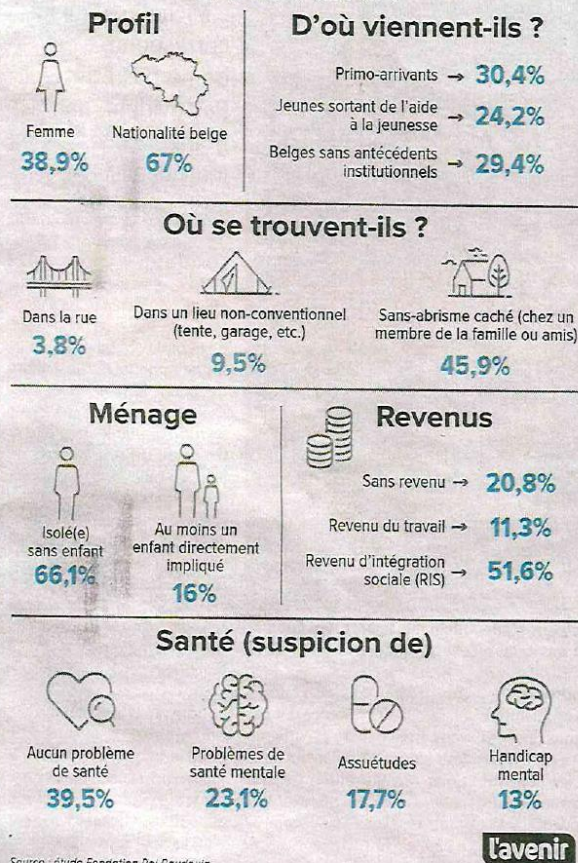 Profil
Femme
38,9%
Nationalité belge
67%
D'où viennent-ils ?
Primo-arrivants → 30,4%
Jeunes sortant de l'aide
à la jeunesse → 24,2%
Belges sans antécédents
institutionnels → 29,4%
Où se trouvent-ils ?
Dans la rue
3,8%
Dans un lieu non-conventionnel
(tente, garage, etc.)
9,5%
Sans-abrisme caché (chez un
membre de la famille ou amis)
45,9%
Ménage
Isolé(e)
sans enfant
66,1%
Au moins un
enfant directement
impliqué
16%
Revenus
Sans revenu → 20,8%
Revenu du travail → 11,3%
Revenu d'intégration
sociale (RIS) → 51,6%
Santé (suspicion de)
Aucun problème
de santé
39,5%
Problèmes de
santé mentale
23,1%
Assuétudes
17,7%
Handicap
mental
13%
Source : étude Fondation Roi Baudouin
l'avenir